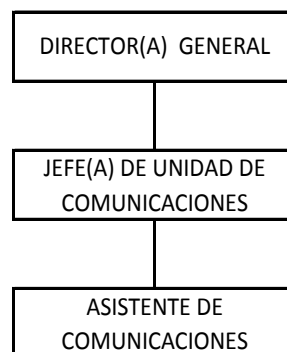 DIRECTOR(A) GENERAL
JEFE(A) DE UNIDAD DE
COMUNICACIONES
ASISTENTE DE
COMUNICACIONES